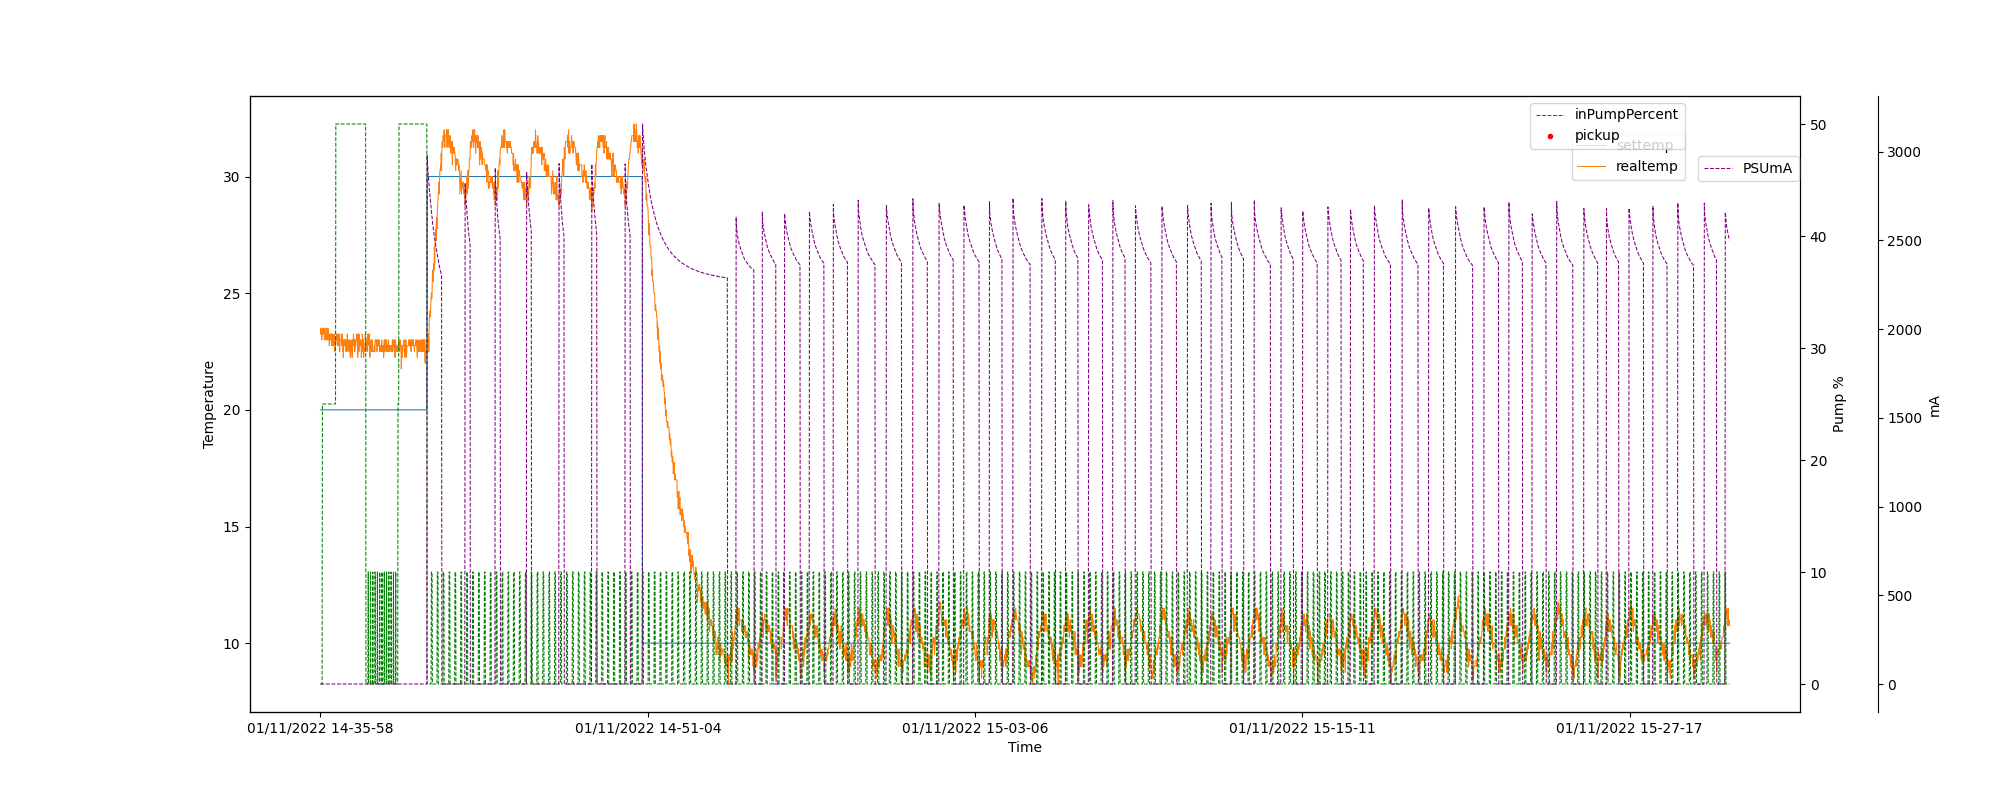 inPumpPercent
pickup
settemp
realtemp
PSUmA
30
25
20
15
10
Temperature
50
40
30
20
10
0
Pump %
3000
2500
2000
1500
1000
500
0
mA
01/11/2022 14-35-58
01/11/2022 14-51-04
01/11/2022 15-03-06
01/11/2022 15-15-11
01/11/2022 15-27-17
Time